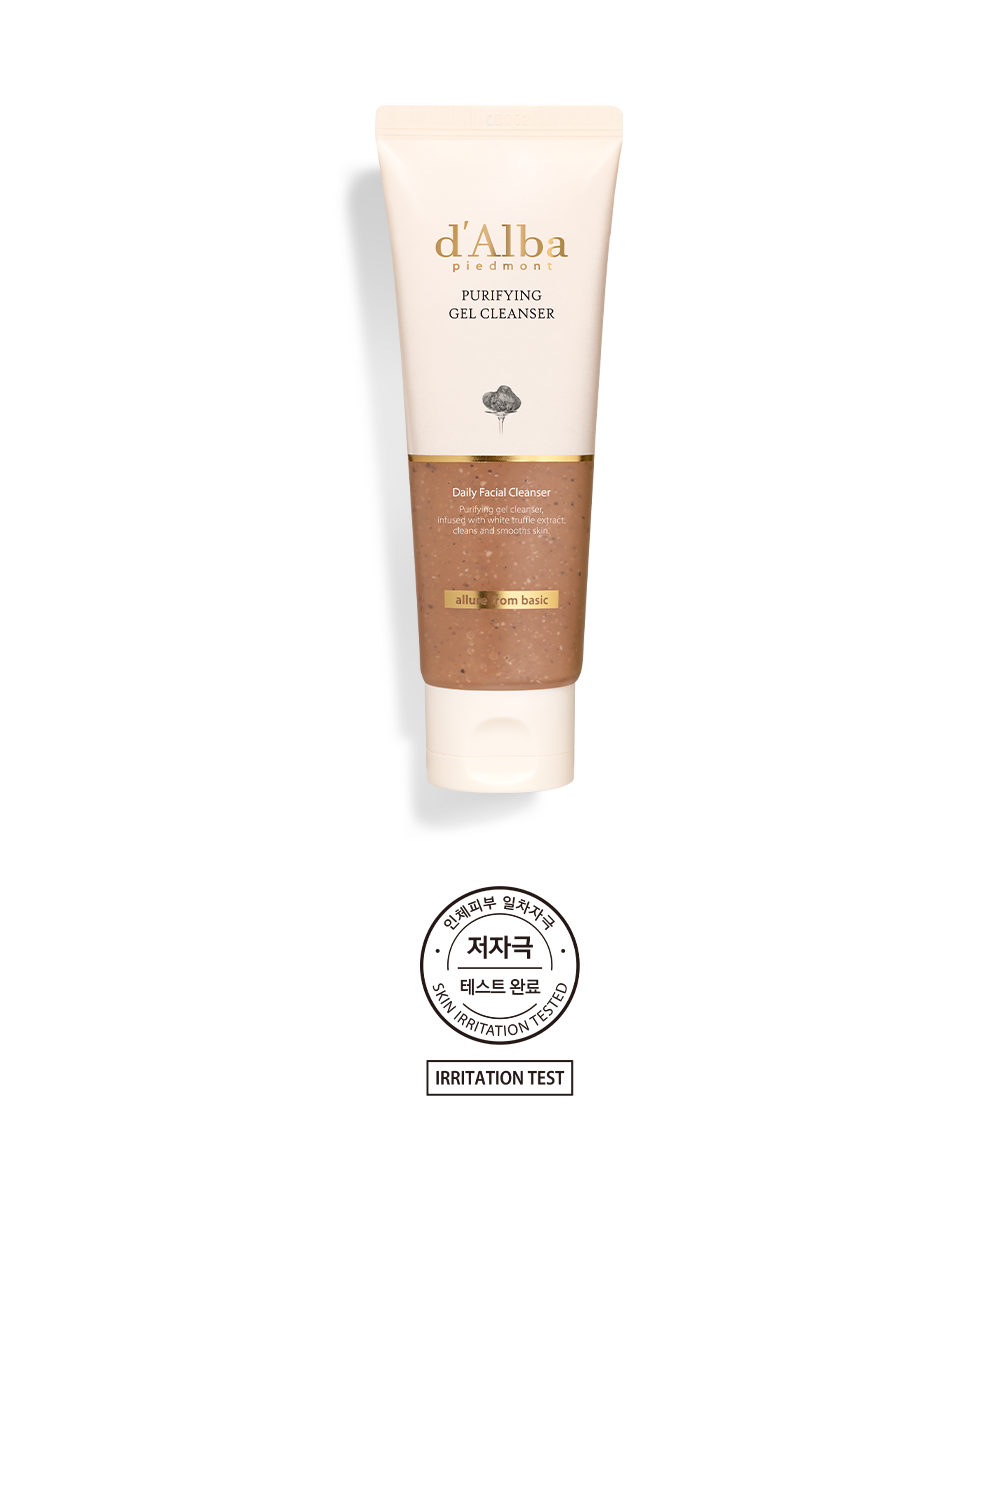 d'Alba
piedmont
PURIFYING
GEL CLEANSER
Daily Facial Cleanser
Purifying gel cleanser,
infused with white truffle extract,
cleans and smooths skin.
allure from basic
인체피부 일차자극
저자극
테스트 완료
SKIN IRRITATION TESTED
IRRITATION TEST